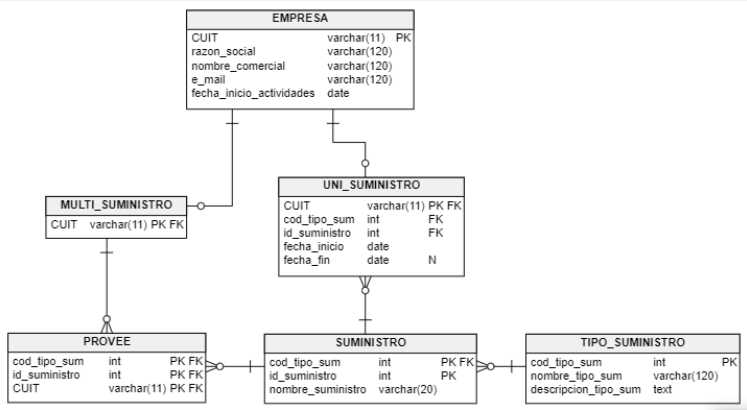 EMPRESA
CUIT varchar(11) PK
razon_social varchar(120)
nombre_comercial varchar(120)
e_mail varchar(120)
fecha_inicio_actividades date
MULTI_SUMINISTRO
CUIT varchar(11) PK FK
UNI_SUMINISTRO
CUIT varchar(11) PK FK
cod_tipo_sum int FK
id_suministro int FK
fecha_inicio date
fecha_fin date N
PROVEE
cod_tipo_sum int PK FK
id_suministro int PK FK
CUIT varchar(11) PK FK
SUMINISTRO
cod_tipo_sum int PK FK
id_suministro int PK
nombre_suministro varchar(20)
TIPO_SUMINISTRO
cod_tipo_sum int PK
nombre_tipo_sum varchar(120)
descripcion_tipo_sum text